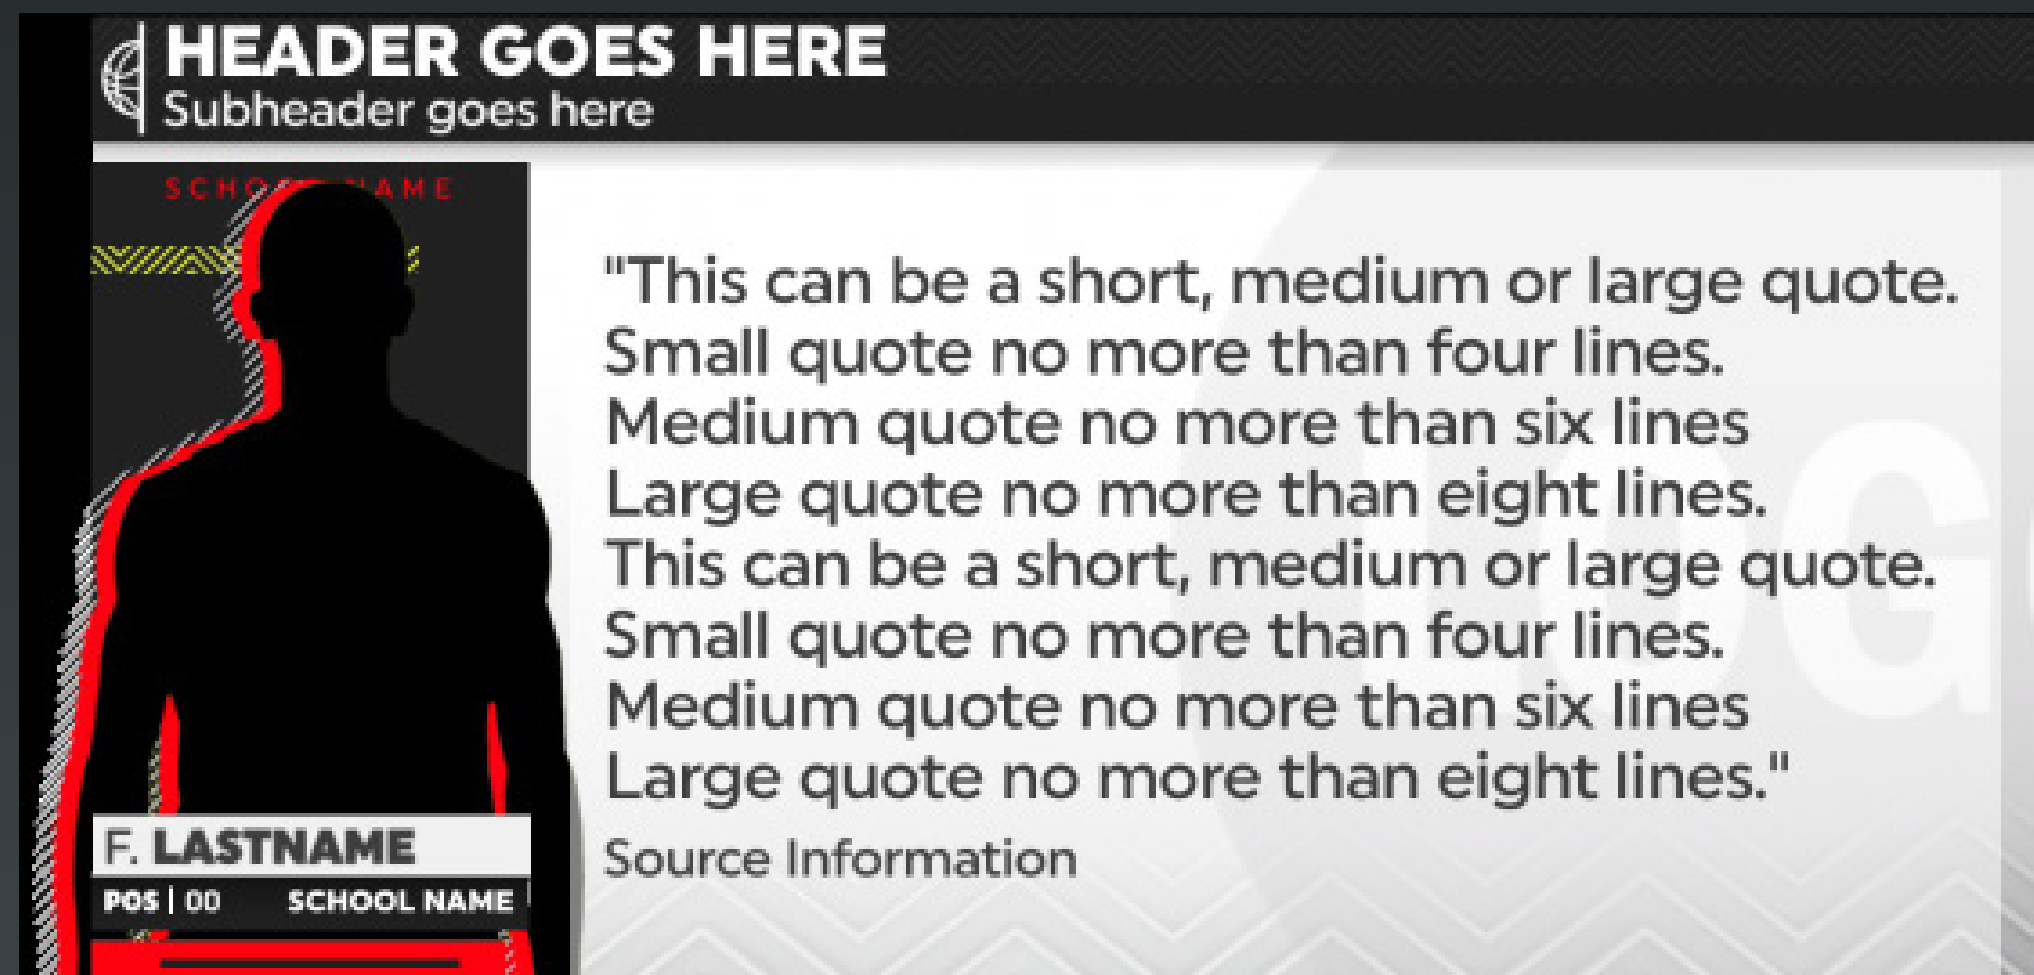 HEADER GOES HERE
Subheader goes here
SCHOOL NAME
"This can be a short, medium or large quote.
Small quote no more than four lines.
Medium quote no more than six lines
Large quote no more than eight lines.
This can be a short, medium or large quote.
Small quote no more than four lines.
Medium quote no more than six lines
Large quote no more than eight lines."
Source Information
F. LASTNAME
POS | 00 SCHOOL NAME